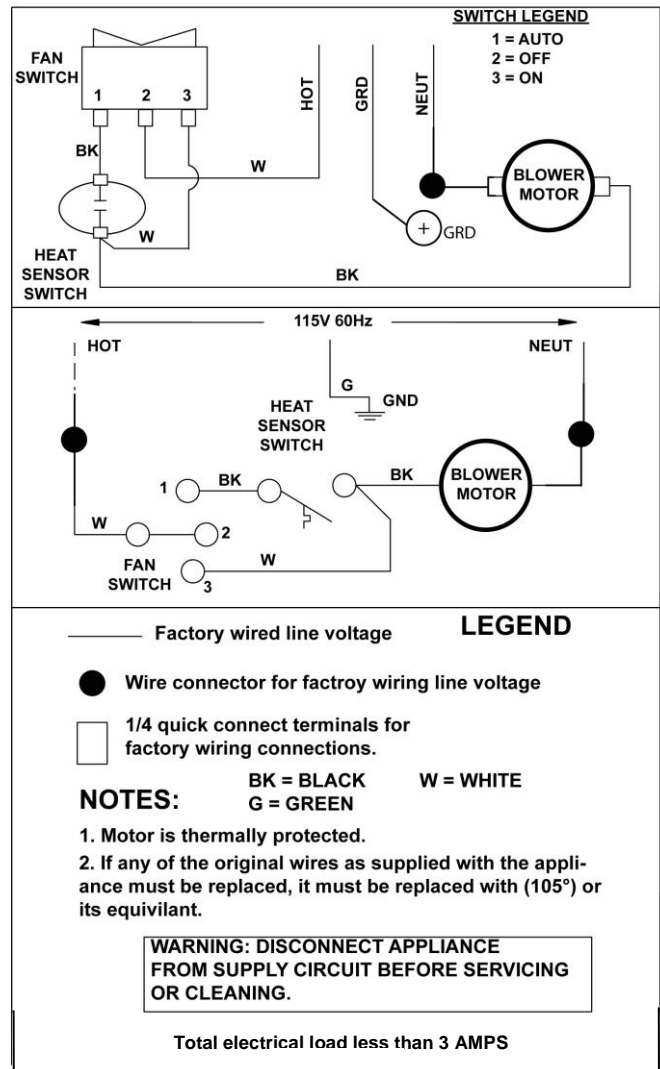 SWITCH LEGEND
1 = AUTO
2 = OFF
3 = ON
FAN
SWITCH
1 2 3
HOT
GRD
NEUT
BK
W
BLOWER
MOTOR
W
GRD
HEAT
SENSOR
SWITCH
BK
115V 60Hz
HOT
NEUT
G
GND
HEAT
SENSOR
SWITCH
1
BK
BK
BLOWER
MOTOR
W
2
FAN
SWITCH
W
3
LEGEND
Factory wired line voltage
Wire connector for factroy wiring line voltage
1/4 quick connect terminals for
factory wiring connections.
BK = BLACK W = WHITE
G = GREEN
NOTES:
1. Motor is thermally protected.
2. If any of the original wires as supplied with the appli-
ance must be replaced, it must be replaced with (105°) or
its equivilant.
WARNING: DISCONNECT APPLIANCE
FROM SUPPLY CIRCUIT BEFORE SERVICING
OR CLEANING.
Total electrical load less than 3 AMPS